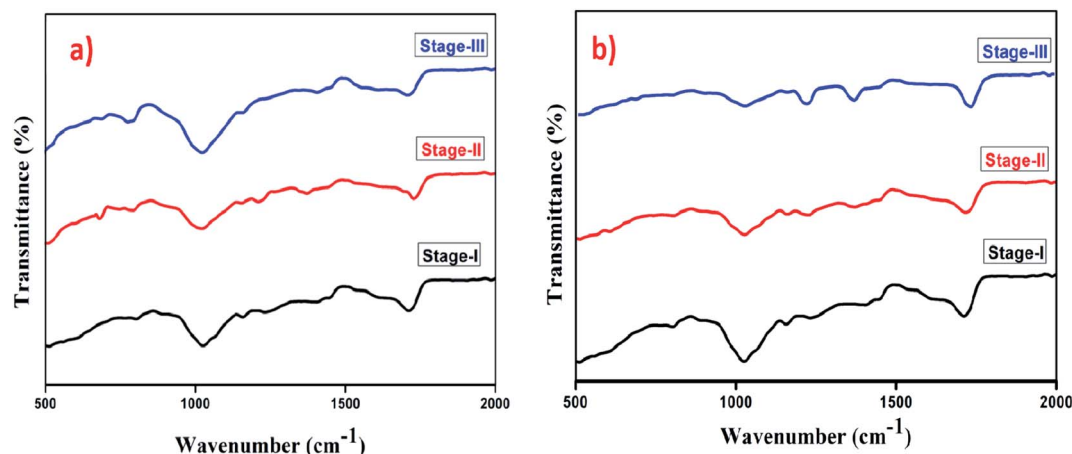 a)
Stage-III
Stage-II
Stage-I
Transmittance (%)
500 1000 1500 2000
Wavenumber (cm⁻¹)
b)
Stage-III
Stage-II
Stage-I
Transmittance (%)
500 1000 1500 2000
Wavenumber (cm⁻¹)